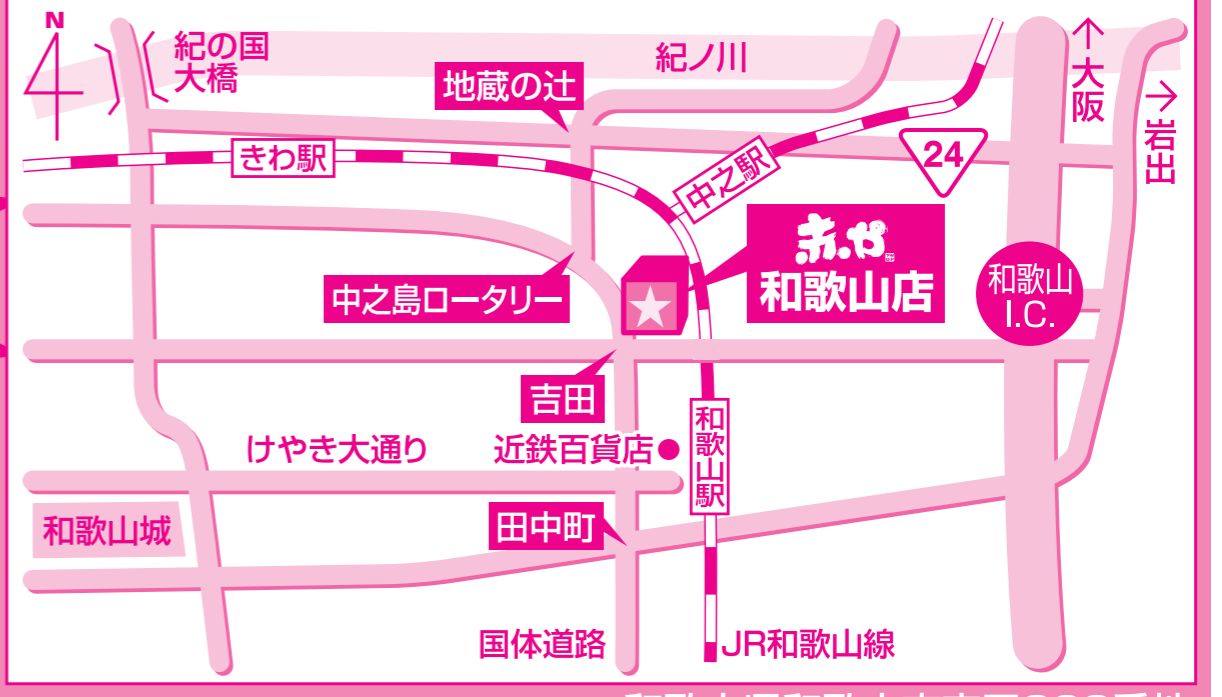 N
紀の国
大橋
紀ノ川
↑大阪
地蔵の辻
→岩出
24
きわ駅
中之駅
赤や
和歌山店
和歌山
I.C.
中之島ロータリー
吉田
けやき大通り
近鉄百貨店
和歌山駅
和歌山城
田中町
国体道路
JR和歌山線